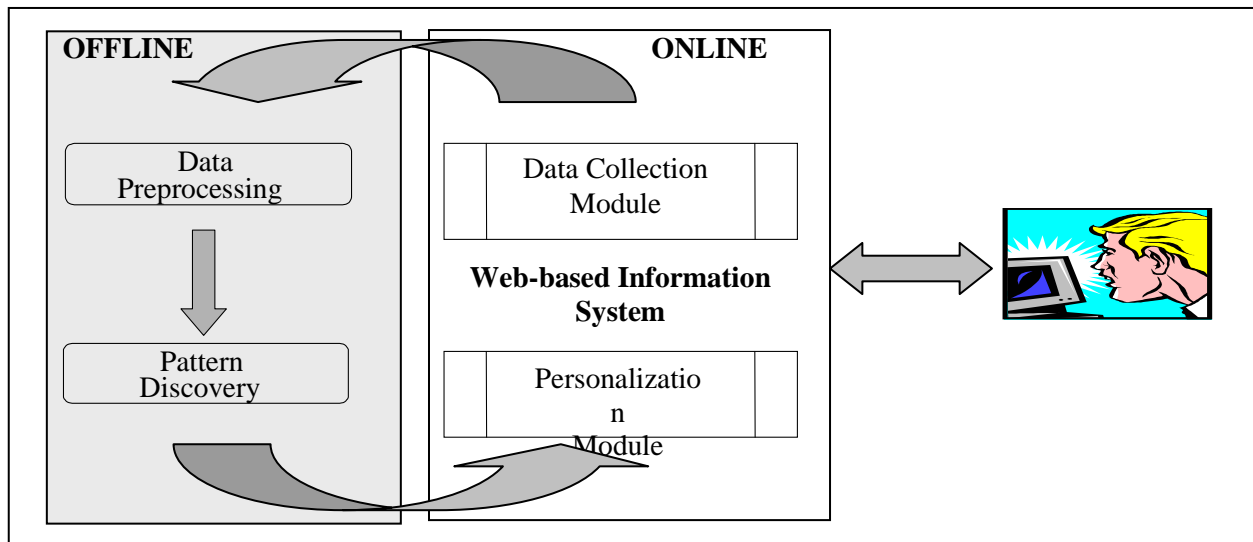 OFFLINE
ONLINE
Data
Preprocessing
Data Collection
Module
Web-based Information
System
Pattern
Discovery
Personalizatio
n
Module